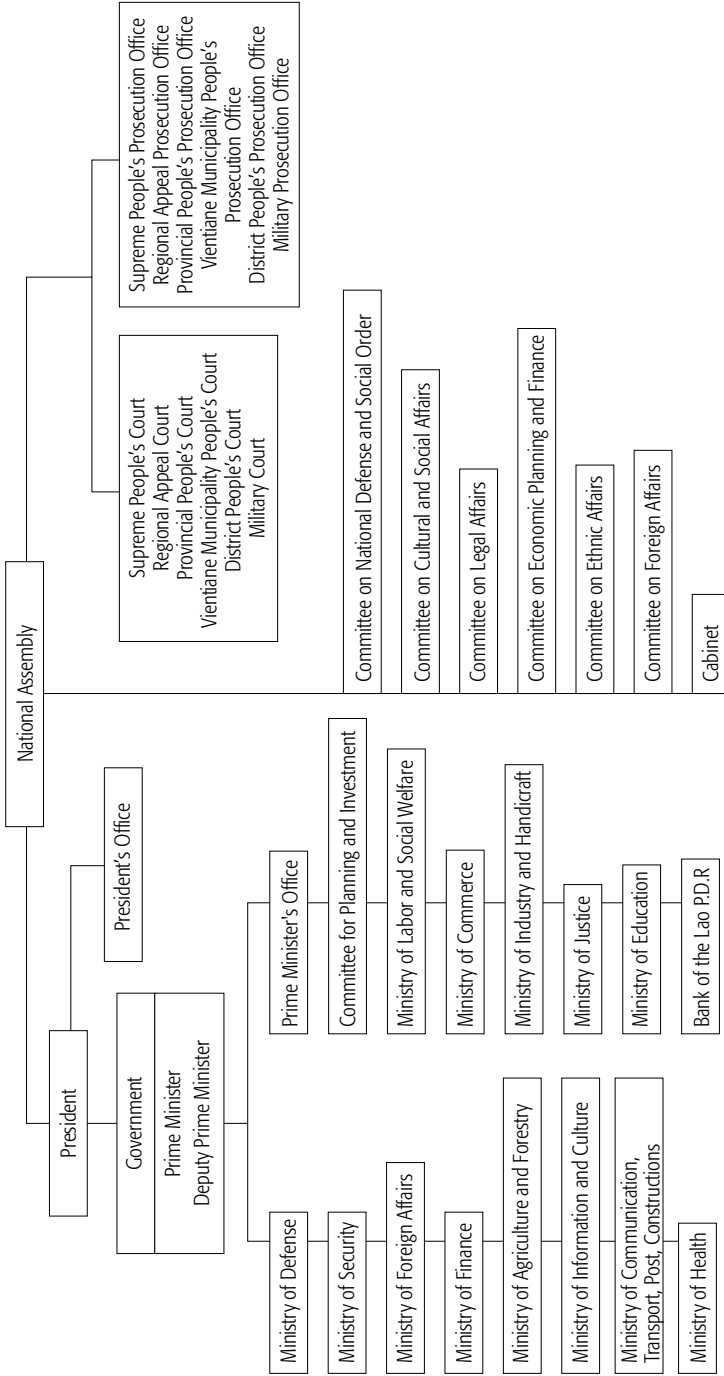 National Assembly
President
President's Office
Government
Prime Minister
Deputy Prime Minister
Ministry of Defense
Ministry of Security
Ministry of Foreign Affairs
Ministry of Finance
Ministry of Agriculture and Forestry
Ministry of Information and Culture
Ministry of Communication,
Transport, Post, Constructions
Ministry of Health
Prime Minister's Office
Committee for Planning and Investment
Ministry of Labor and Social Welfare
Ministry of Commerce
Ministry of Industry and Handicraft
Ministry of Justice
Ministry of Education
Bank of the Lao P.D.R
Committee on National Defense and Social Order
Committee on Cultural and Social Affairs
Committee on Legal Affairs
Committee on Economic Planning and Finance
Committee on Ethnic Affairs
Committee on Foreign Affairs
Cabinet
Supreme People's Court
Regional Appeal Court
Provincial People's Court
Vientiane Municipality People's Court
District People's Court
Military Court
Supreme People's Prosecution Office
Regional Appeal Prosecution Office
Provincial People's Prosecution Office
Vientiane Municipality People's
Prosecution Office
District People's Prosecution Office
Military Prosecution Office